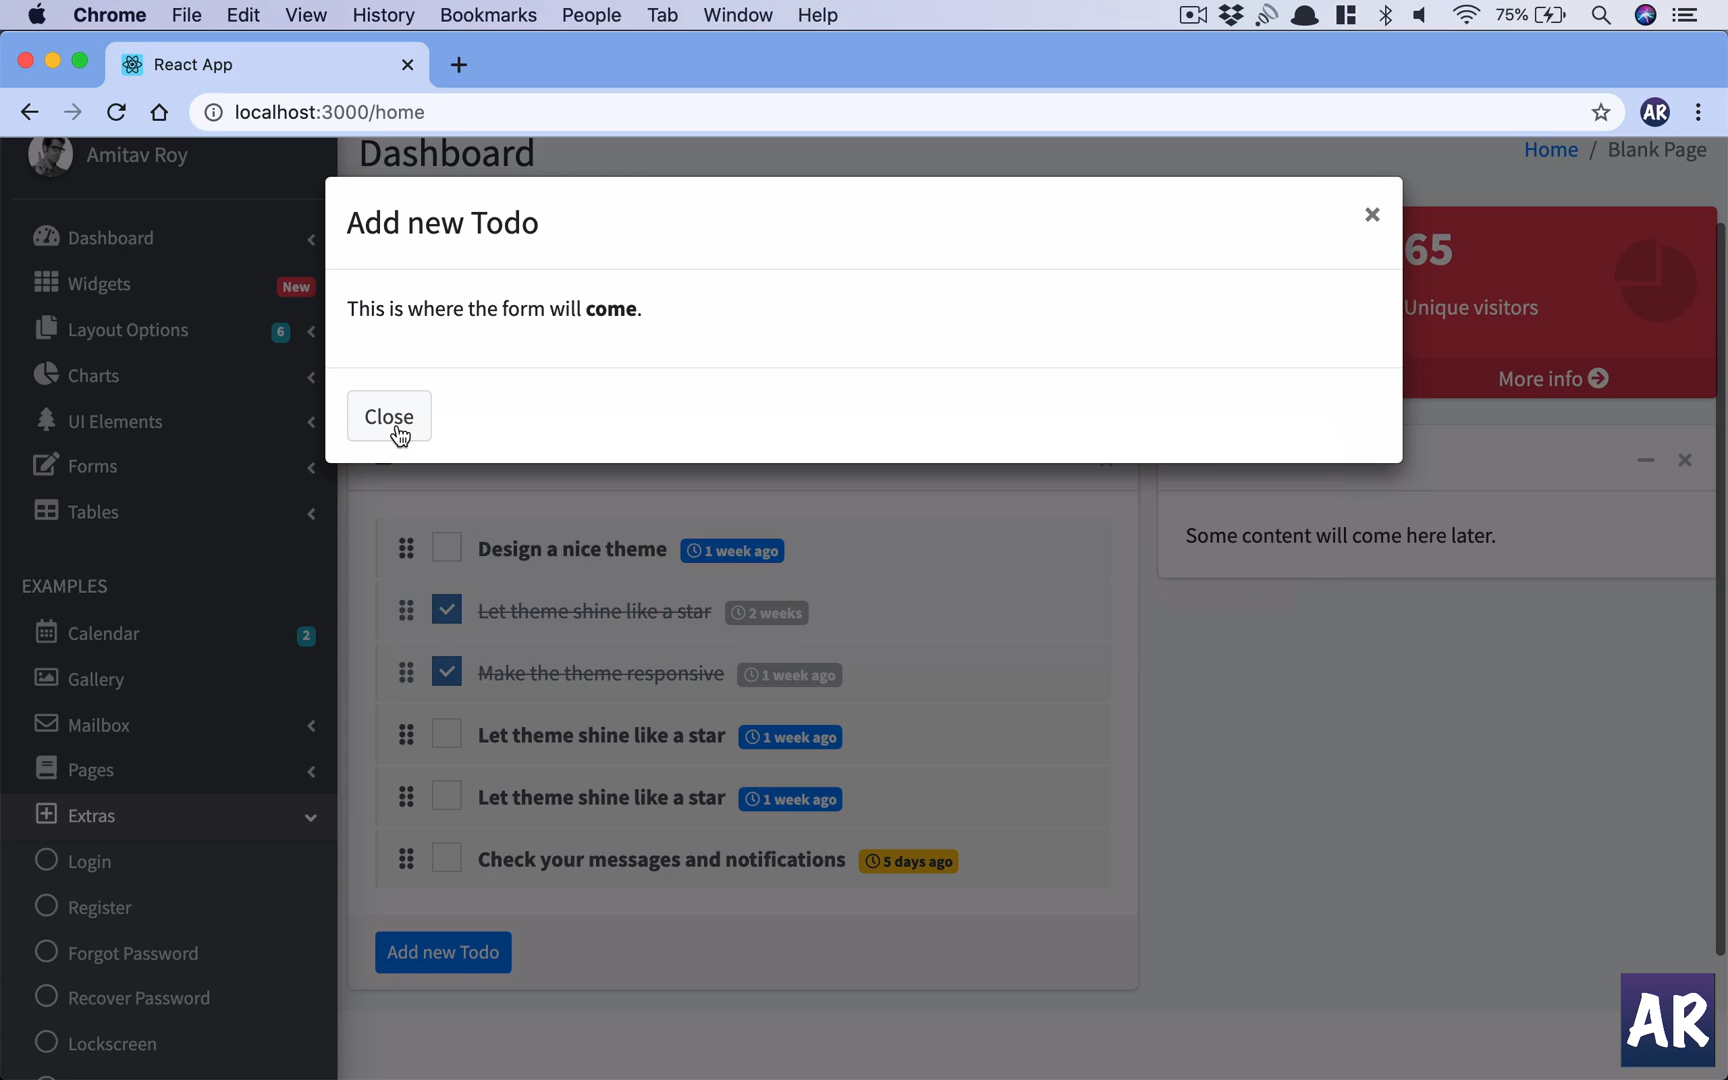 Chrome File Edit View History Bookmarks People Tab Window Help 75%
React App
localhost:3000/home AR
Amitav Roy
Dashboard
Home / Blank Page
Dashboard
Widgets New
Layout Options 6
Charts
UI Elements
Forms
Tables
EXAMPLES
Calendar 2
Gallery
Mailbox
Pages
Extras
Login
Register
Forgot Password
Recover Password
Lockscreen
Add new Todo ×
This is where the form will come.
Close
65
Unique visitors
More info
Design a nice theme 1 week ago
Let theme shine like a star 2 weeks
Make the theme responsive 1 week ago
Let theme shine like a star 1 week ago
Let theme shine like a star 1 week ago
Check your messages and notifications 5 days ago
Add new Todo
Some content will come here later.
AR